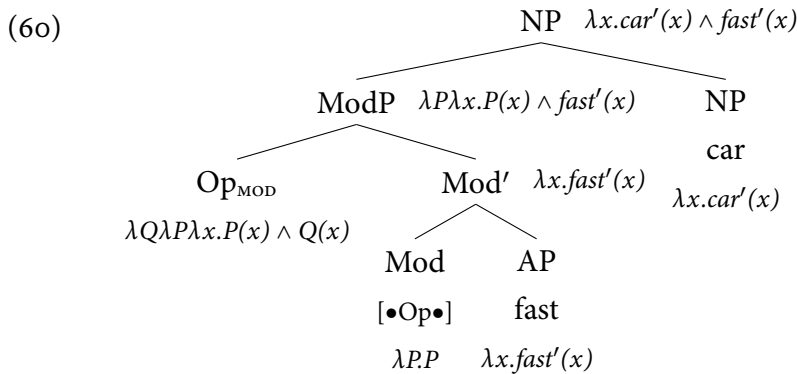 (60)
NP λx.car′(x) ∧ fast′(x)
ModP λPλx.P(x) ∧ fast′(x) NP
car
Op_MOD Mod′ λx.fast′(x) λx.car′(x)
λQλPλx.P(x) ∧ Q(x)
Mod AP
[•Op•] fast
λP.P λx.fast′(x)